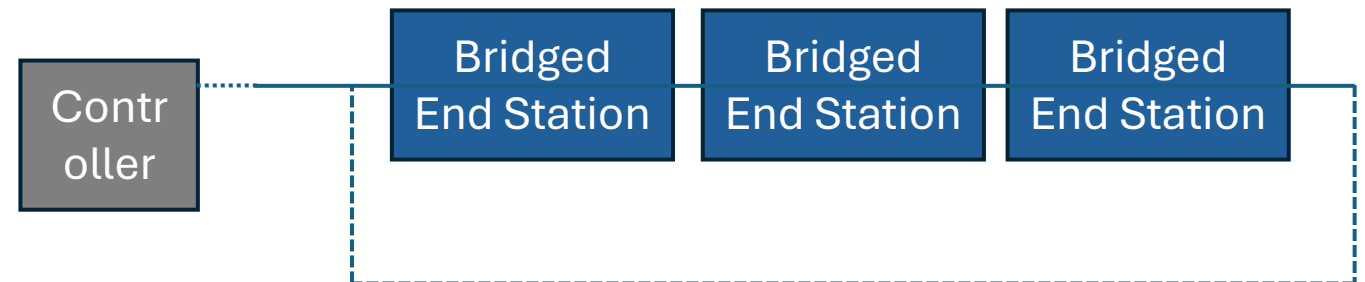 Contr
oller
Bridged
End Station
Bridged
End Station
Bridged
End Station